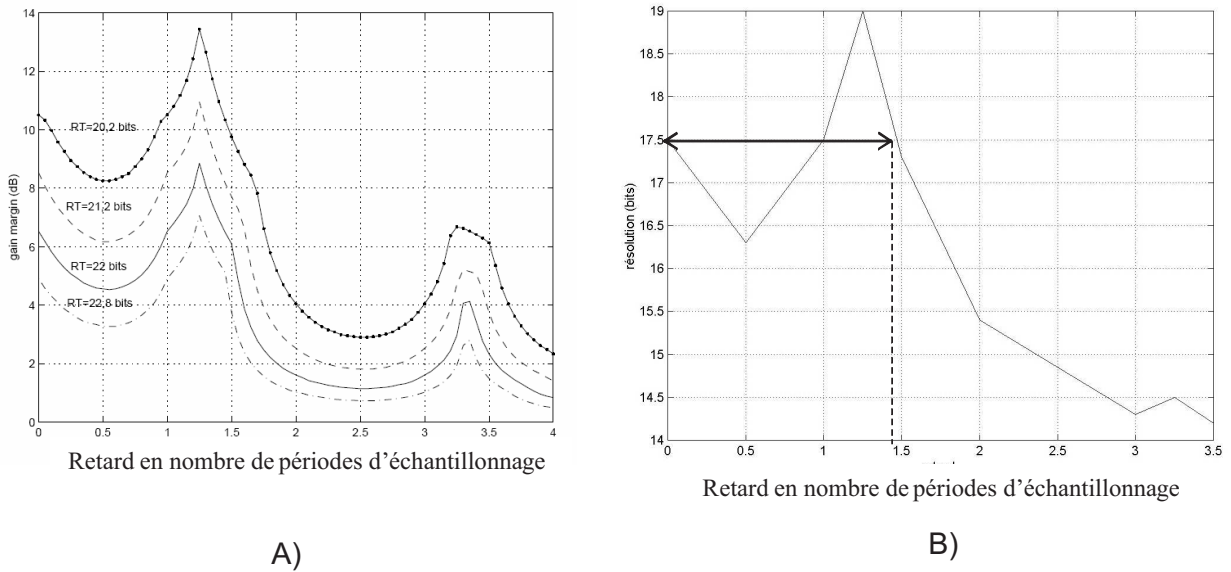 14
12
10
8
6
4
2
0
gain margin (dB)
RT=20,2 bits
RT=21,2 bits
RT=22 bits
RT=22,8 bits
0 0.5 1 1.5 2 2.5 3 3.5 4
Retard en nombre de périodes d'échantillonnage
A)
19
18.5
18
17.5
17
16.5
16
15.5
15
14.5
14
résolution (bits)
0 0.5 1 1.5 2 2.5 3 3.5
Retard en nombre de périodes d'échantillonnage
B)